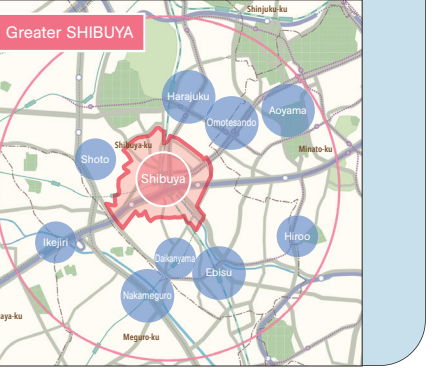 Shinjuku-ku
Greater SHIBUYA
Harajuku
Aoyama
Omotesando
Shibuya-ku
Minato-ku
Shoto
Shibuya
Hiroo
Ikejiri
Daikanyama
Ebisu
Nakameguro
aya-ku
Meguro-ku